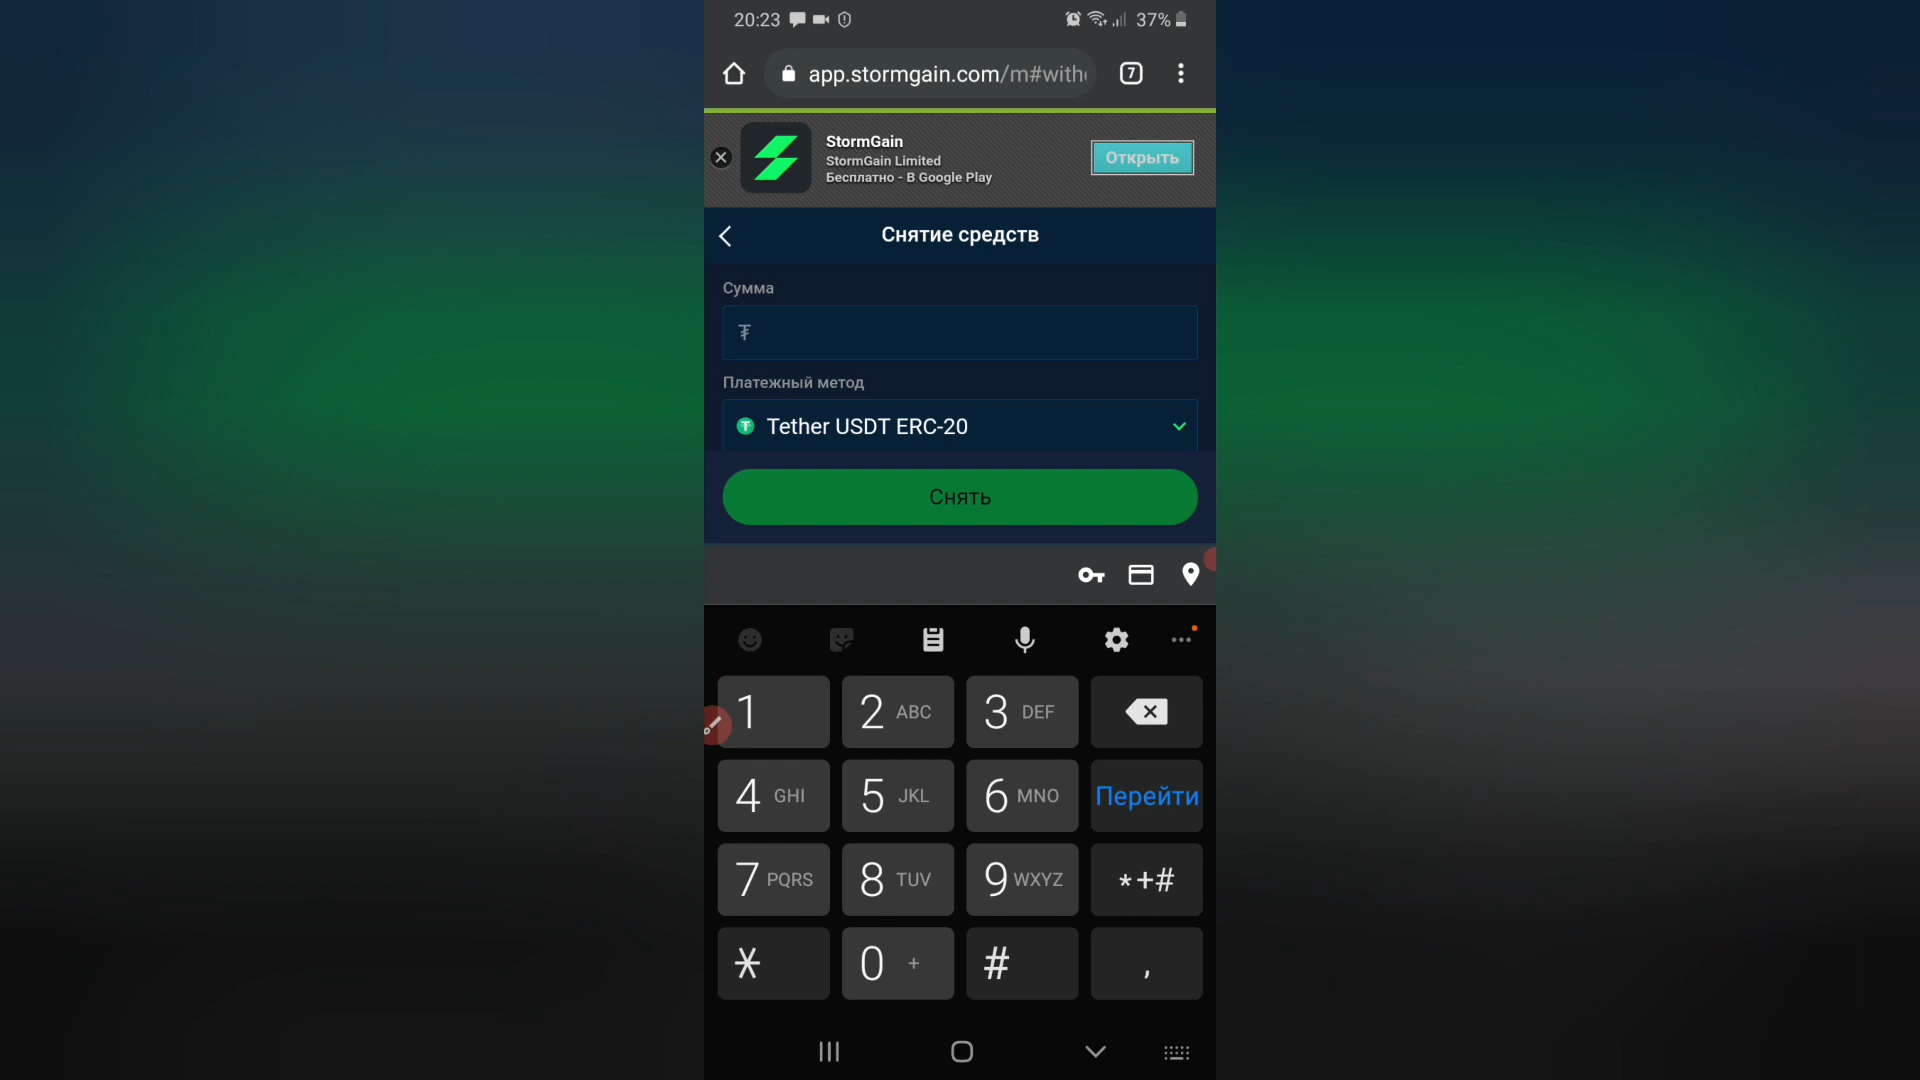 20:23
37%
app.stormgain.com/m#with
7
StormGain
StormGain Limited
Бесплатно - В Google Play
Открыть
Снятие средств
Сумма
₮
Платежный метод
Tether USDT ERC-20
Снять
1
2 ABC
3 DEF
4 GHI
5 JKL
6 MNO
Перейти
7 PQRS
8 TUV
9 WXYZ
*+#
*
0 +
#
,